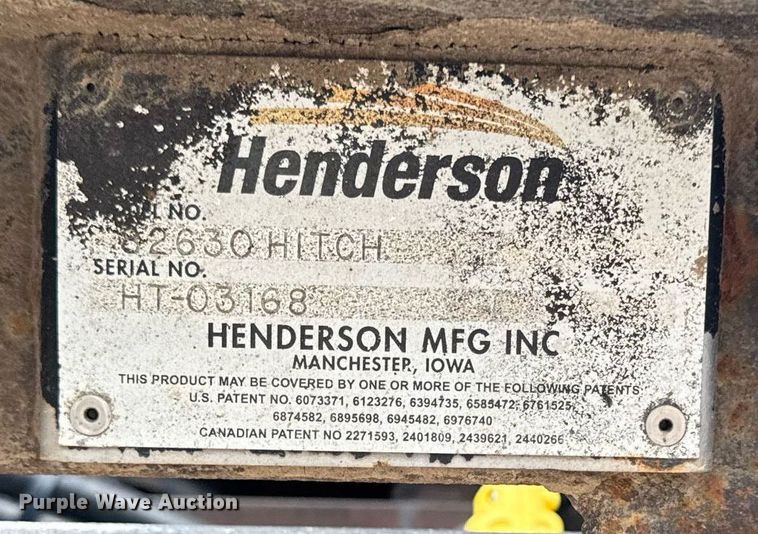 Henderson
NO.
62630 HITCH
SERIAL NO.
HT-03168
HENDERSON MFG INC
MANCHESTER, IOWA
THIS PRODUCT MAY BE COVERED BY ONE OR MORE OF THE FOLLOWING PATENTS
U.S. PATENT NO. 6073371, 6123276, 6394735, 6585472, 6761525,
6874582, 6895698, 6945482, 6976740
CANADIAN PATENT NO 2271593, 2401809, 2439621, 2440266
Purple Wave Auction